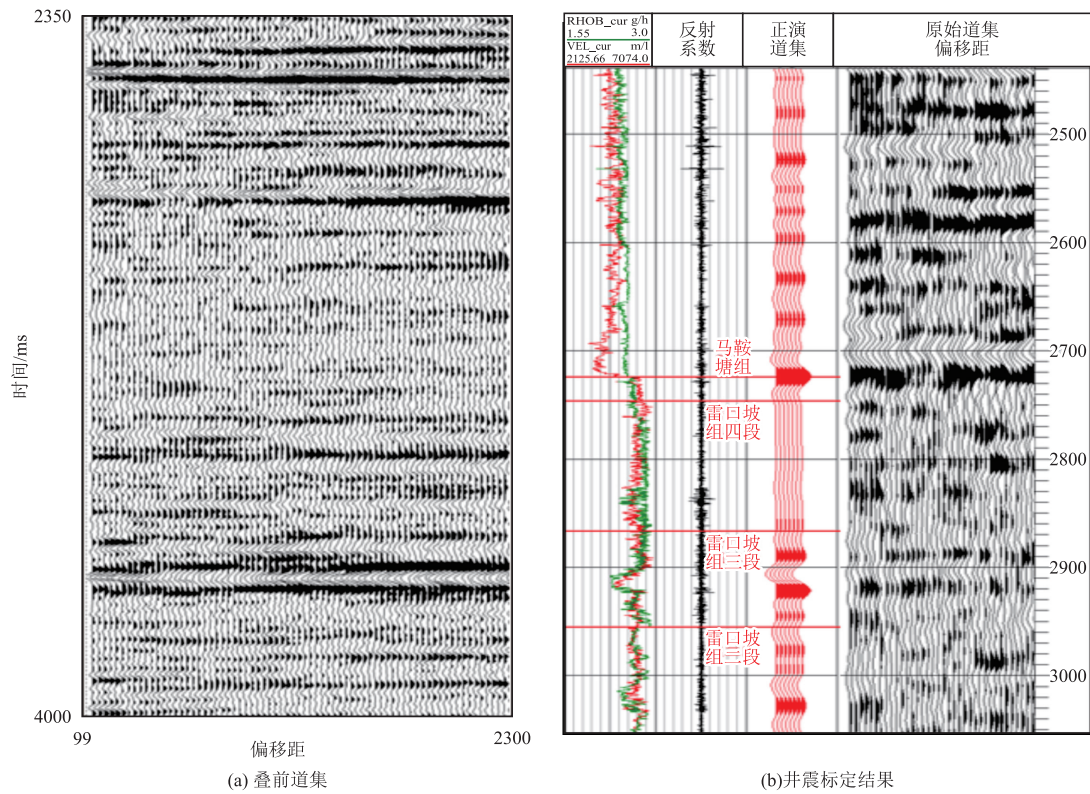 2350
4000
时间/ms
99
2300
偏移距
(a) 叠前道集
RHOB_cur g/h
1.55 3.0
VEL_cur m/l
2125.66 7074.0
反射
系数
正演
道集
原始道集
偏移距
2500
2600
2700
2800
2900
3000
马鞍
塘组
雷口坡
组四段
雷口坡
组三段
雷口坡
组三段
(b)井震标定结果